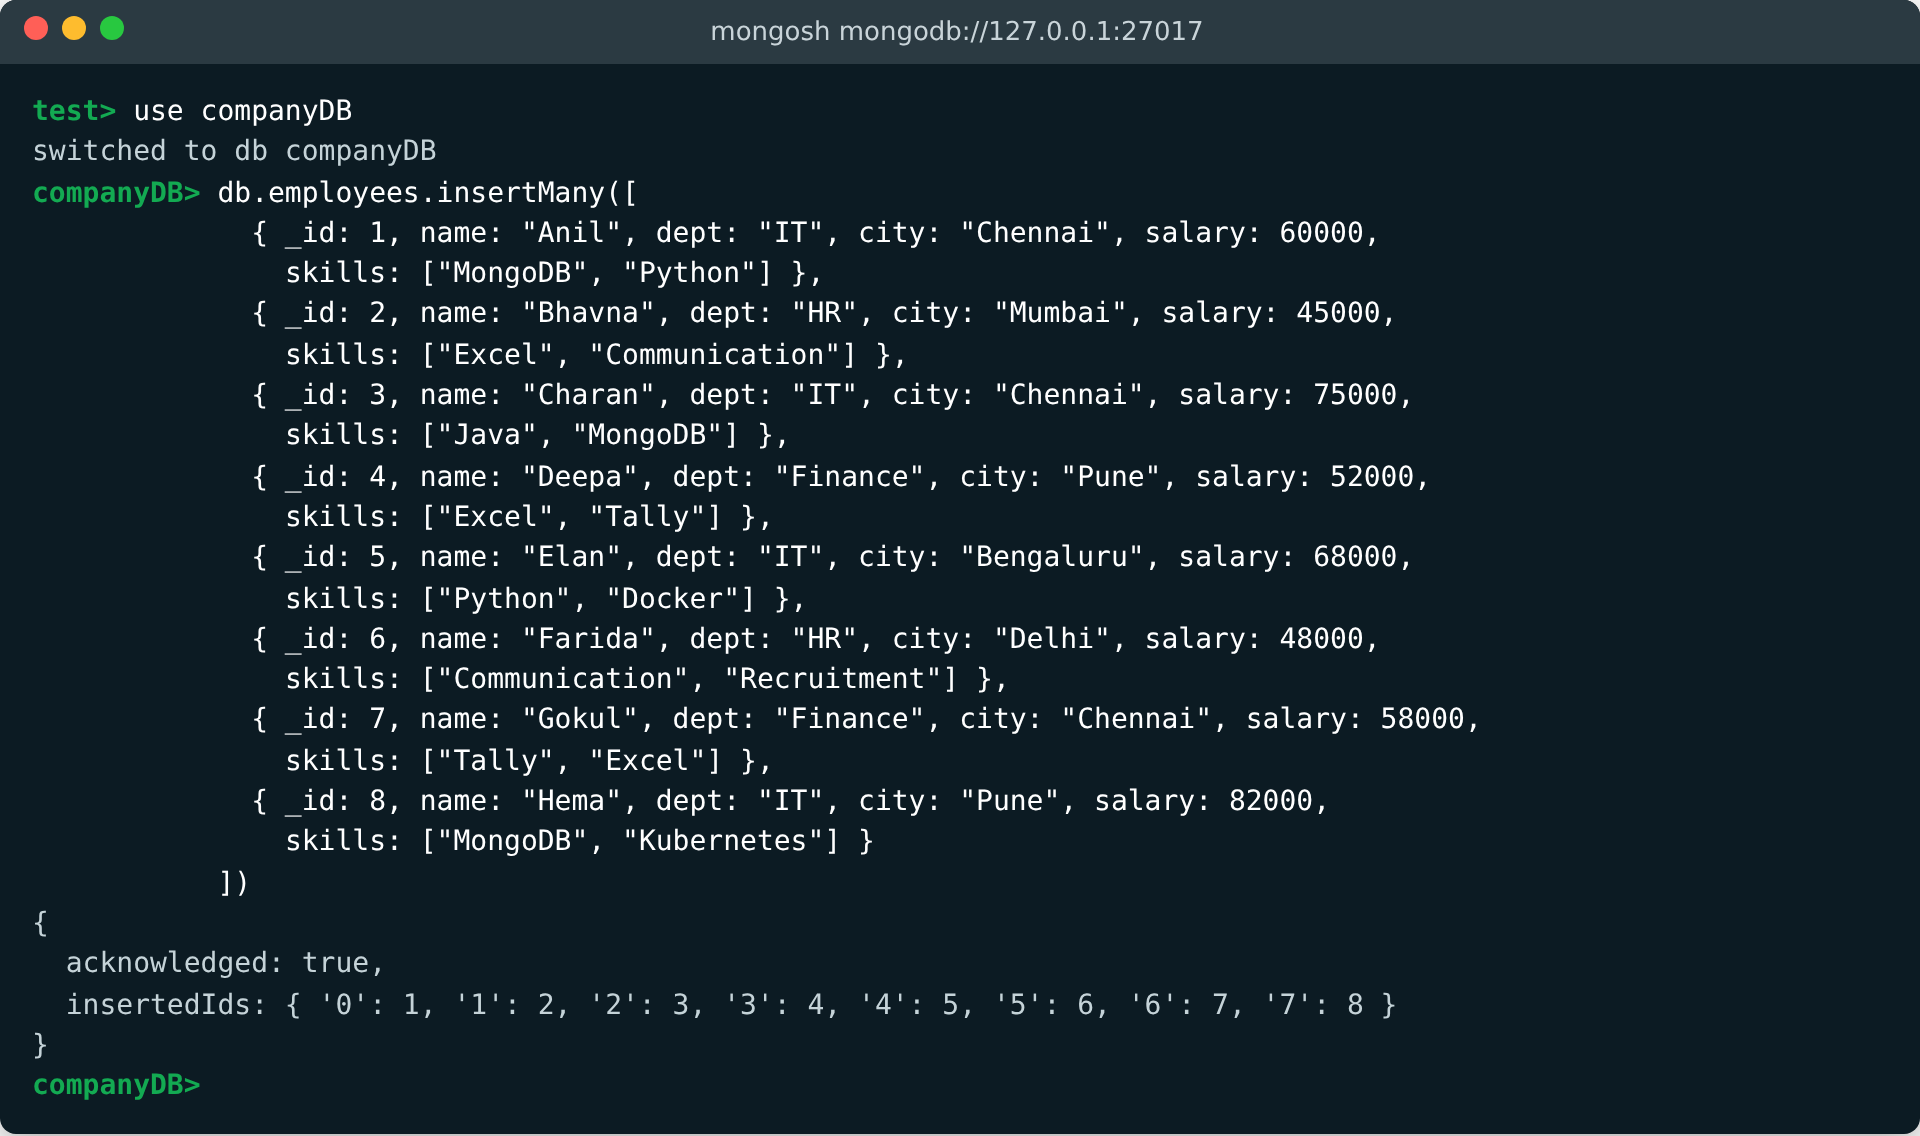 mongosh mongodb://127.0.0.1:27017
test> use companyDB
switched to db companyDB
companyDB> db.employees.insertMany([
{ _id: 1, name: "Anil", dept: "IT", city: "Chennai", salary: 60000,
skills: ["MongoDB", "Python"] },
{ _id: 2, name: "Bhavna", dept: "HR", city: "Mumbai", salary: 45000,
skills: ["Excel", "Communication"] },
{ _id: 3, name: "Charan", dept: "IT", city: "Chennai", salary: 75000,
skills: ["Java", "MongoDB"] },
{ _id: 4, name: "Deepa", dept: "Finance", city: "Pune", salary: 52000,
skills: ["Excel", "Tally"] },
{ _id: 5, name: "Elan", dept: "IT", city: "Bengaluru", salary: 68000,
skills: ["Python", "Docker"] },
{ _id: 6, name: "Farida", dept: "HR", city: "Delhi", salary: 48000,
skills: ["Communication", "Recruitment"] },
{ _id: 7, name: "Gokul", dept: "Finance", city: "Chennai", salary: 58000,
skills: ["Tally", "Excel"] },
{ _id: 8, name: "Hema", dept: "IT", city: "Pune", salary: 82000,
skills: ["MongoDB", "Kubernetes"] }
])
{
acknowledged: true,
insertedIds: { '0': 1, '1': 2, '2': 3, '3': 4, '4': 5, '5': 6, '6': 7, '7': 8 }
}
companyDB>